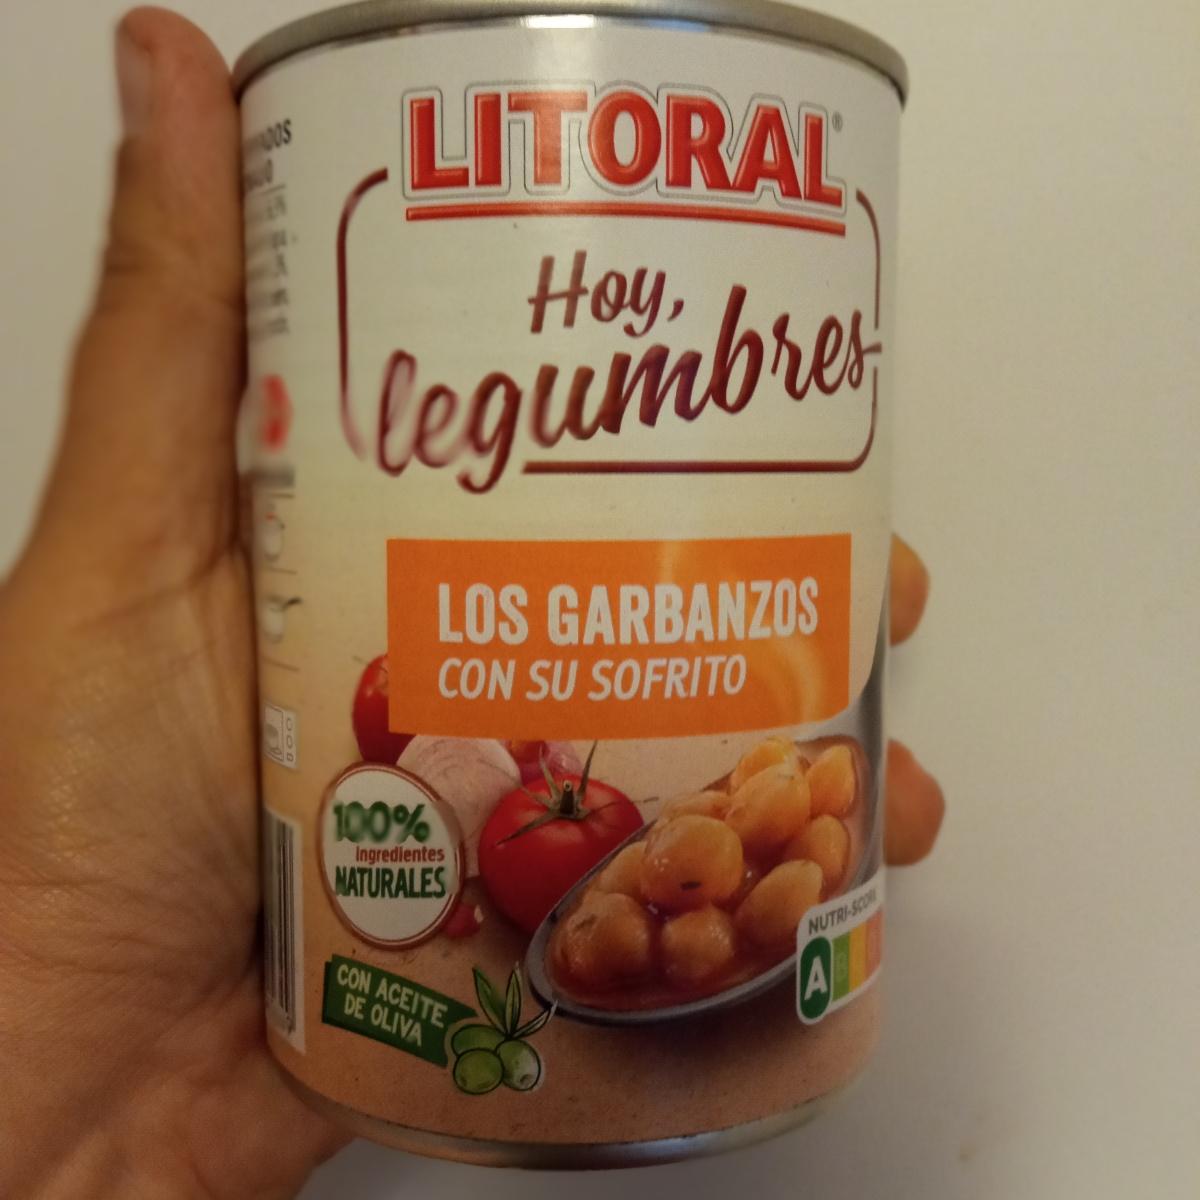 LITORAL®
Hoy,
legumbres
LOS GARBANZOS
CON SU SOFRITO
100%
ingredientes
NATURALES
CON ACEITE
DE OLIVA
NUTRI-SCORE
A